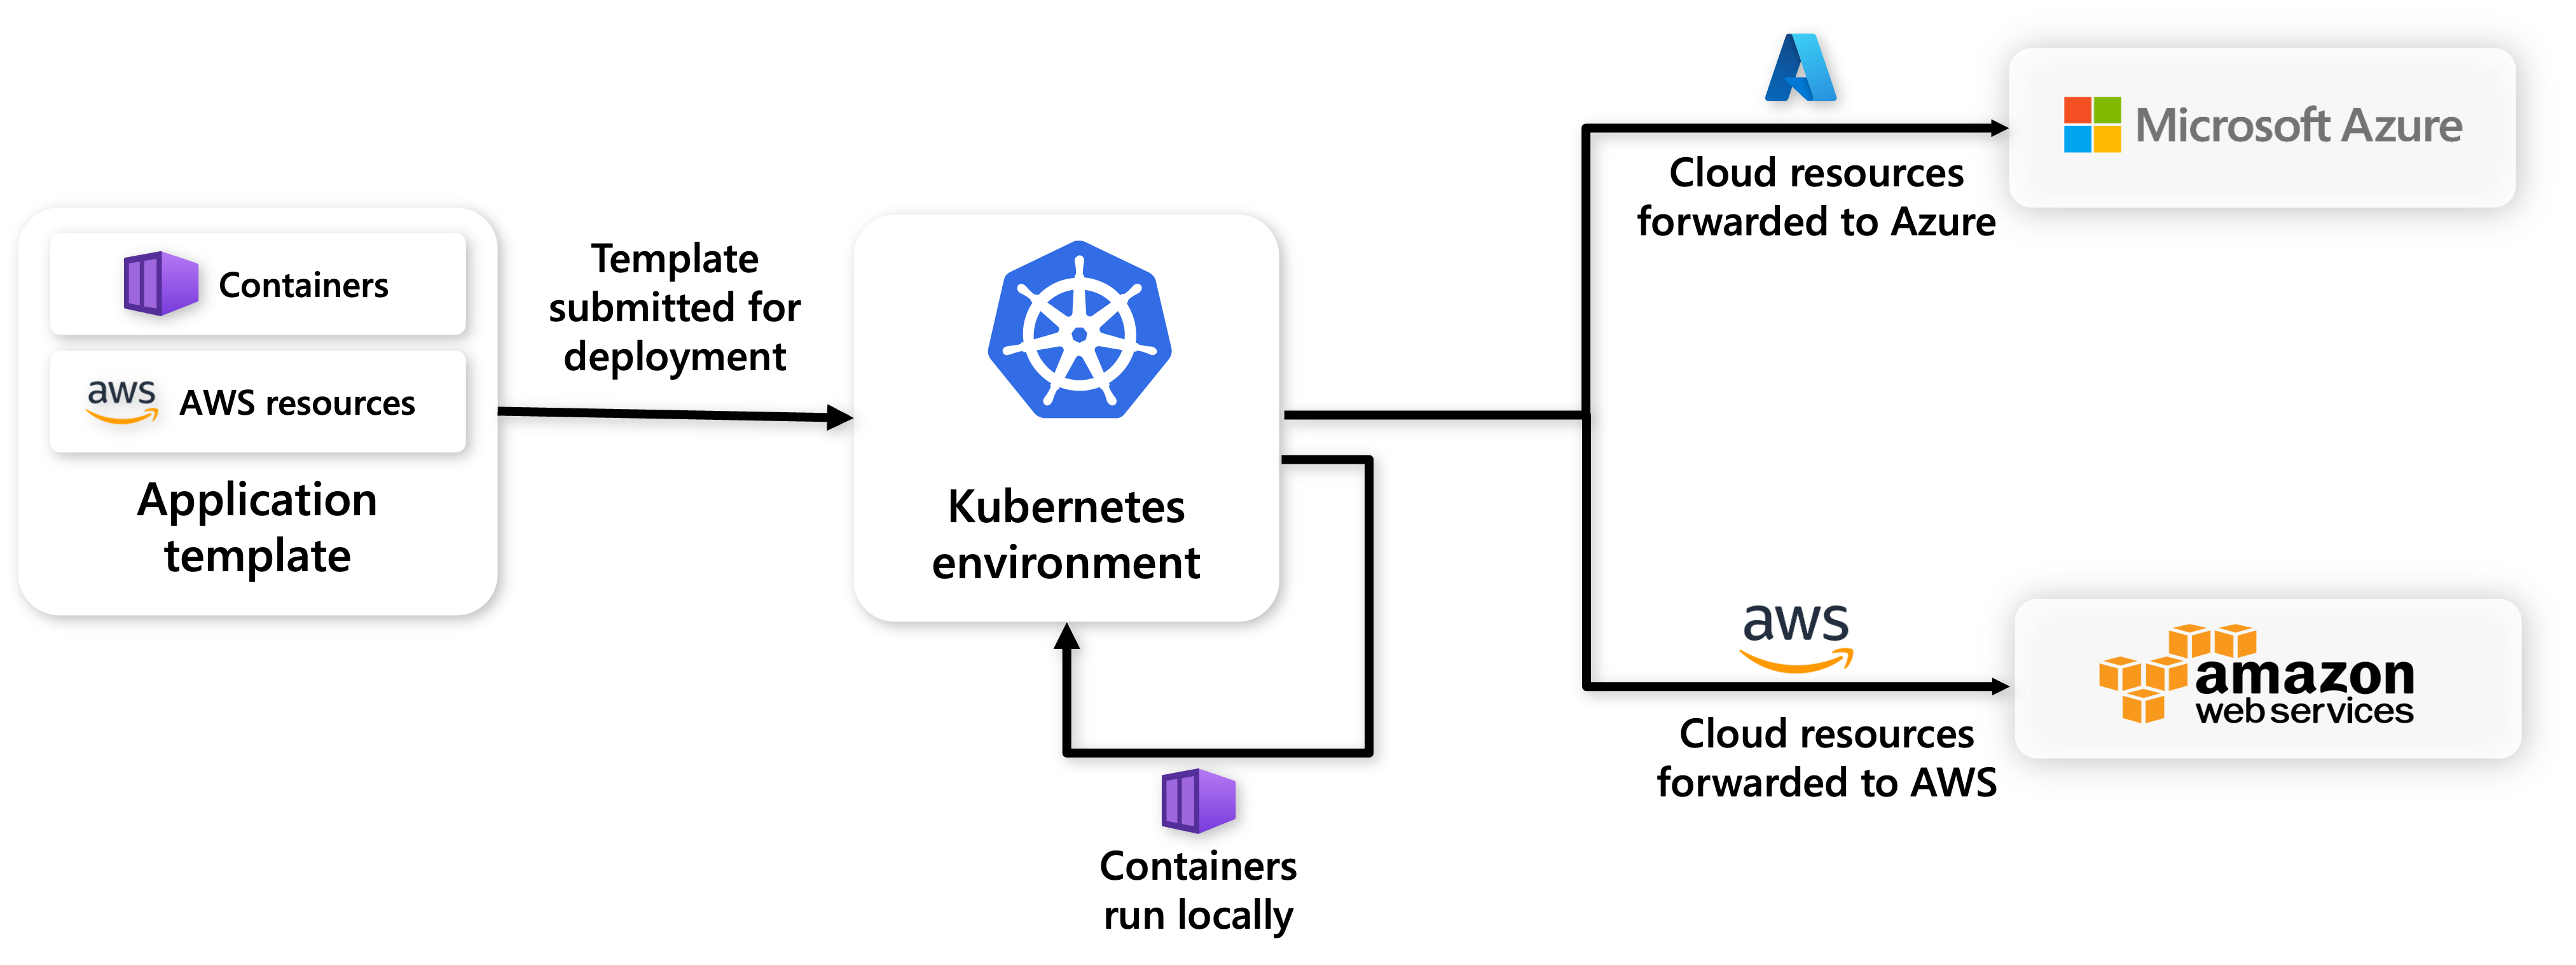 Containers
aws
AWS resources
Application
template
Template
submitted for
deployment
Kubernetes
environment
Containers
run locally
Cloud resources
forwarded to Azure
Microsoft Azure
aws
Cloud resources
forwarded to AWS
amazon
web services